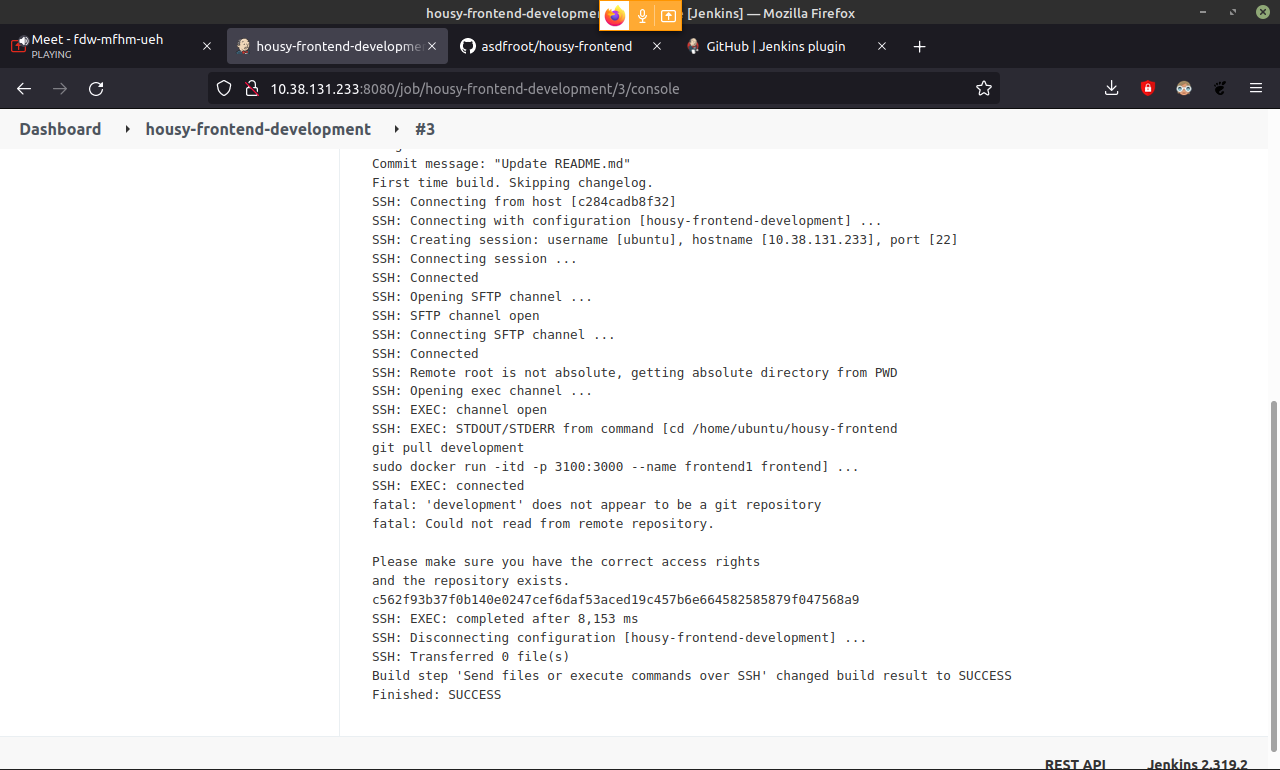 housy-frontend-developmen
[Jenkins] — Mozilla Firefox
Meet - fdw-mfhm-ueh
PLAYING
housy-frontend-developme
asdfroot/housy-frontend
GitHub | Jenkins plugin
10.38.131.233:8080/job/housy-frontend-development/3/console
Dashboard
housy-frontend-development
#3
Commit message: "Update README.md"
First time build. Skipping changelog.
SSH: Connecting from host [c284cadb8f32]
SSH: Connecting with configuration [housy-frontend-development] ...
SSH: Creating session: username [ubuntu], hostname [10.38.131.233], port [22]
SSH: Connecting session ...
SSH: Connected
SSH: Opening SFTP channel ...
SSH: SFTP channel open
SSH: Connecting SFTP channel ...
SSH: Connected
SSH: Remote root is not absolute, getting absolute directory from PWD
SSH: Opening exec channel ...
SSH: EXEC: channel open
SSH: EXEC: STDOUT/STDERR from command [cd /home/ubuntu/housy-frontend
git pull development
sudo docker run -itd -p 3100:3000 --name frontend1 frontend] ...
SSH: EXEC: connected
fatal: 'development' does not appear to be a git repository
fatal: Could not read from remote repository.
Please make sure you have the correct access rights
and the repository exists.
c562f93b37f0b140e0247cef6daf53aced19c457b6e664582585879f047568a9
SSH: EXEC: completed after 8,153 ms
SSH: Disconnecting configuration [housy-frontend-development] ...
SSH: Transferred 0 file(s)
Build step 'Send files or execute commands over SSH' changed build result to SUCCESS
Finished: SUCCESS
REST API
Jenkins 2.319.2